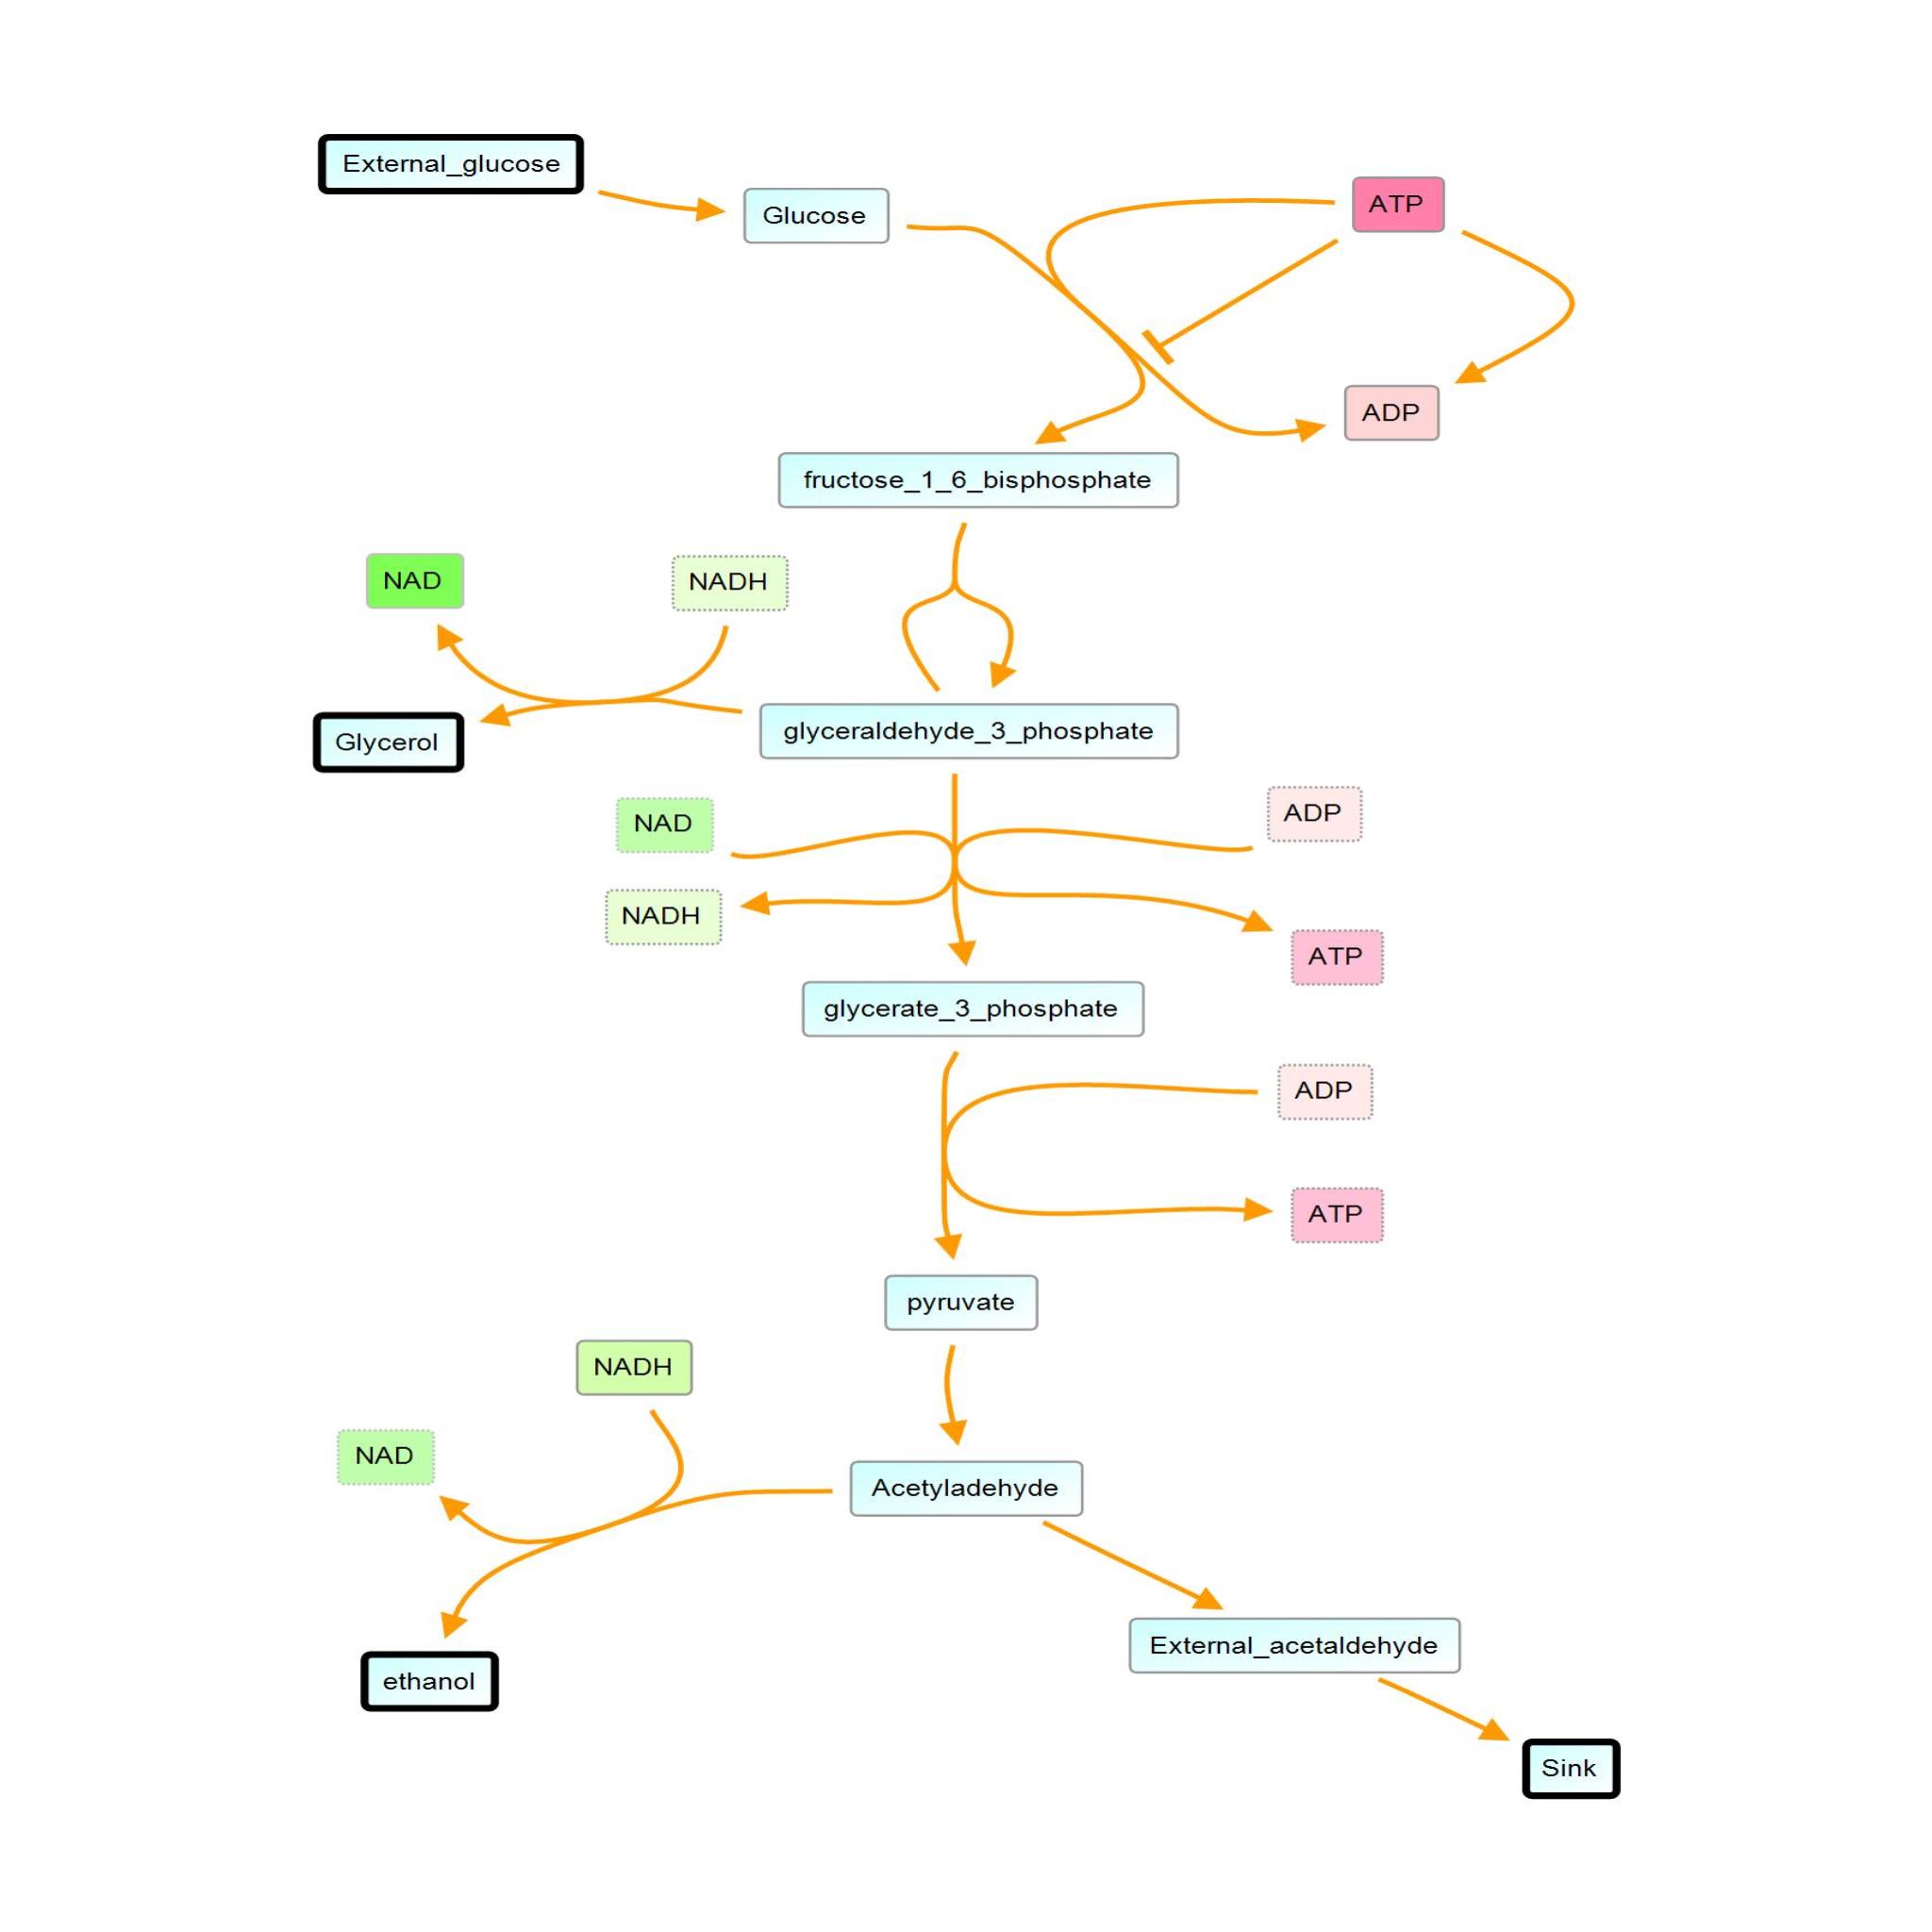 External_glucose
Glucose
ATP
ADP
fructose_1_6_bisphosphate
NAD
NADH
glyceraldehyde_3_phosphate
Glycerol
NAD
ADP
NADH
ATP
glycerate_3_phosphate
ADP
ATP
pyruvate
NADH
NAD
Acetyladehyde
External_acetaldehyde
ethanol
Sink